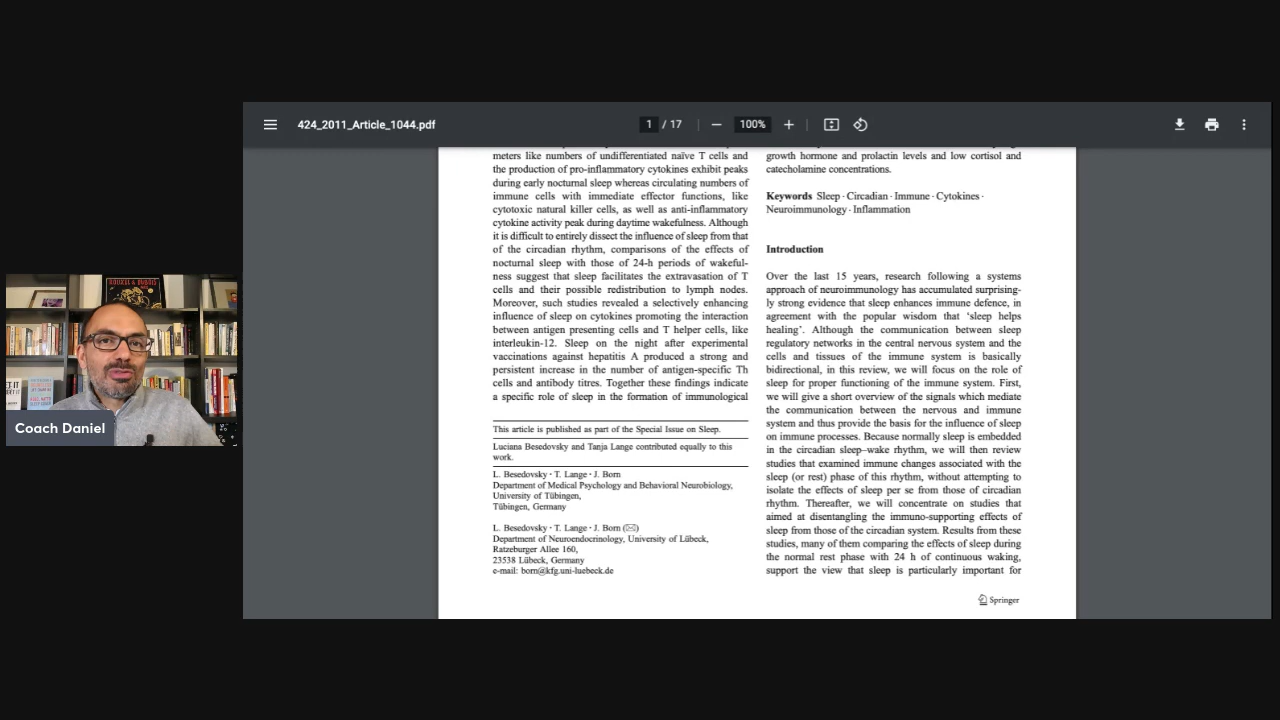 424_2011_Article_1044.pdf
1 / 17
100%
meters like numbers of undifferentiated naïve T cells and
the production of pro-inflammatory cytokines exhibit peaks
during early nocturnal sleep whereas circulating numbers of
immune cells with immediate effector functions, like
cytotoxic natural killer cells, as well as anti-inflammatory
cytokine activity peak during daytime wakefulness. Although
it is difficult to entirely dissect the influence of sleep from that
of the circadian rhythm, comparisons of the effects of
nocturnal sleep with those of 24-h periods of wakeful-
ness suggest that sleep facilitates the extravasation of T
cells and their possible redistribution to lymph nodes.
Moreover, such studies revealed a selectively enhancing
influence of sleep on cytokines promoting the interaction
between antigen presenting cells and T helper cells, like
interleukin-12. Sleep on the night after experimental
vaccinations against hepatitis A produced a strong and
persistent increase in the number of antigen-specific Th
cells and antibody titres. Together these findings indicate
a specific role of sleep in the formation of immunological
This article is published as part of the Special Issue on Sleep.
Luciana Besedovsky and Tanja Lange contributed equally to this
work.
L. Besedovsky · T. Lange · J. Born
Department of Medical Psychology and Behavioral Neurobiology,
University of Tübingen,
Tübingen, Germany
L. Besedovsky · T. Lange · J. Born (✉)
Department of Neuroendocrinology, University of Lübeck,
Ratzeburger Allee 160,
23538 Lübeck, Germany
e-mail: born@kfg.uni-luebeck.de
growth hormone and prolactin levels and low cortisol and
catecholamine concentrations.
Keywords Sleep · Circadian · Immune · Cytokines ·
Neuroimmunology · Inflammation
Introduction
Over the last 15 years, research following a systems
approach of neuroimmunology has accumulated surprising-
ly strong evidence that sleep enhances immune defence, in
agreement with the popular wisdom that ‘sleep helps
healing’. Although the communication between sleep
regulatory networks in the central nervous system and the
cells and tissues of the immune system is basically
bidirectional, in this review, we will focus on the role of
sleep for proper functioning of the immune system. First,
we will give a short overview of the signals which mediate
the communication between the nervous and immune
system and thus provide the basis for the influence of sleep
on immune processes. Because normally sleep is embedded
in the circadian sleep–wake rhythm, we will then review
studies that examined immune changes associated with the
sleep (or rest) phase of this rhythm, without attempting to
isolate the effects of sleep per se from those of circadian
rhythm. Thereafter, we will concentrate on studies that
aimed at disentangling the immuno-supporting effects of
sleep from those of the circadian system. Results from these
studies, many of them comparing the effects of sleep during
the normal rest phase with 24 h of continuous waking,
support the view that sleep is particularly important for
Springer
Coach Daniel